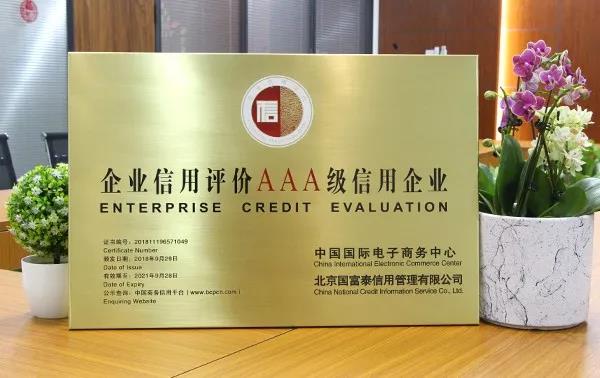 信
企业信用评价AAA级信用企业
ENTERPRISE CREDIT EVALUATION
证书编号：201811196571049
Certificate Number
颁发日期：2018年9月29日
Date of Issue
有效期至：2021年9月28日
Date of Expiry
公示查询：中国商务信用平台（www.bcpcn.com）
Enquiring Website
中国国际电子商务中心
China International Electronic Commerce Center
北京国富泰信用管理有限公司
China National Credit Information Service Co., Ltd.